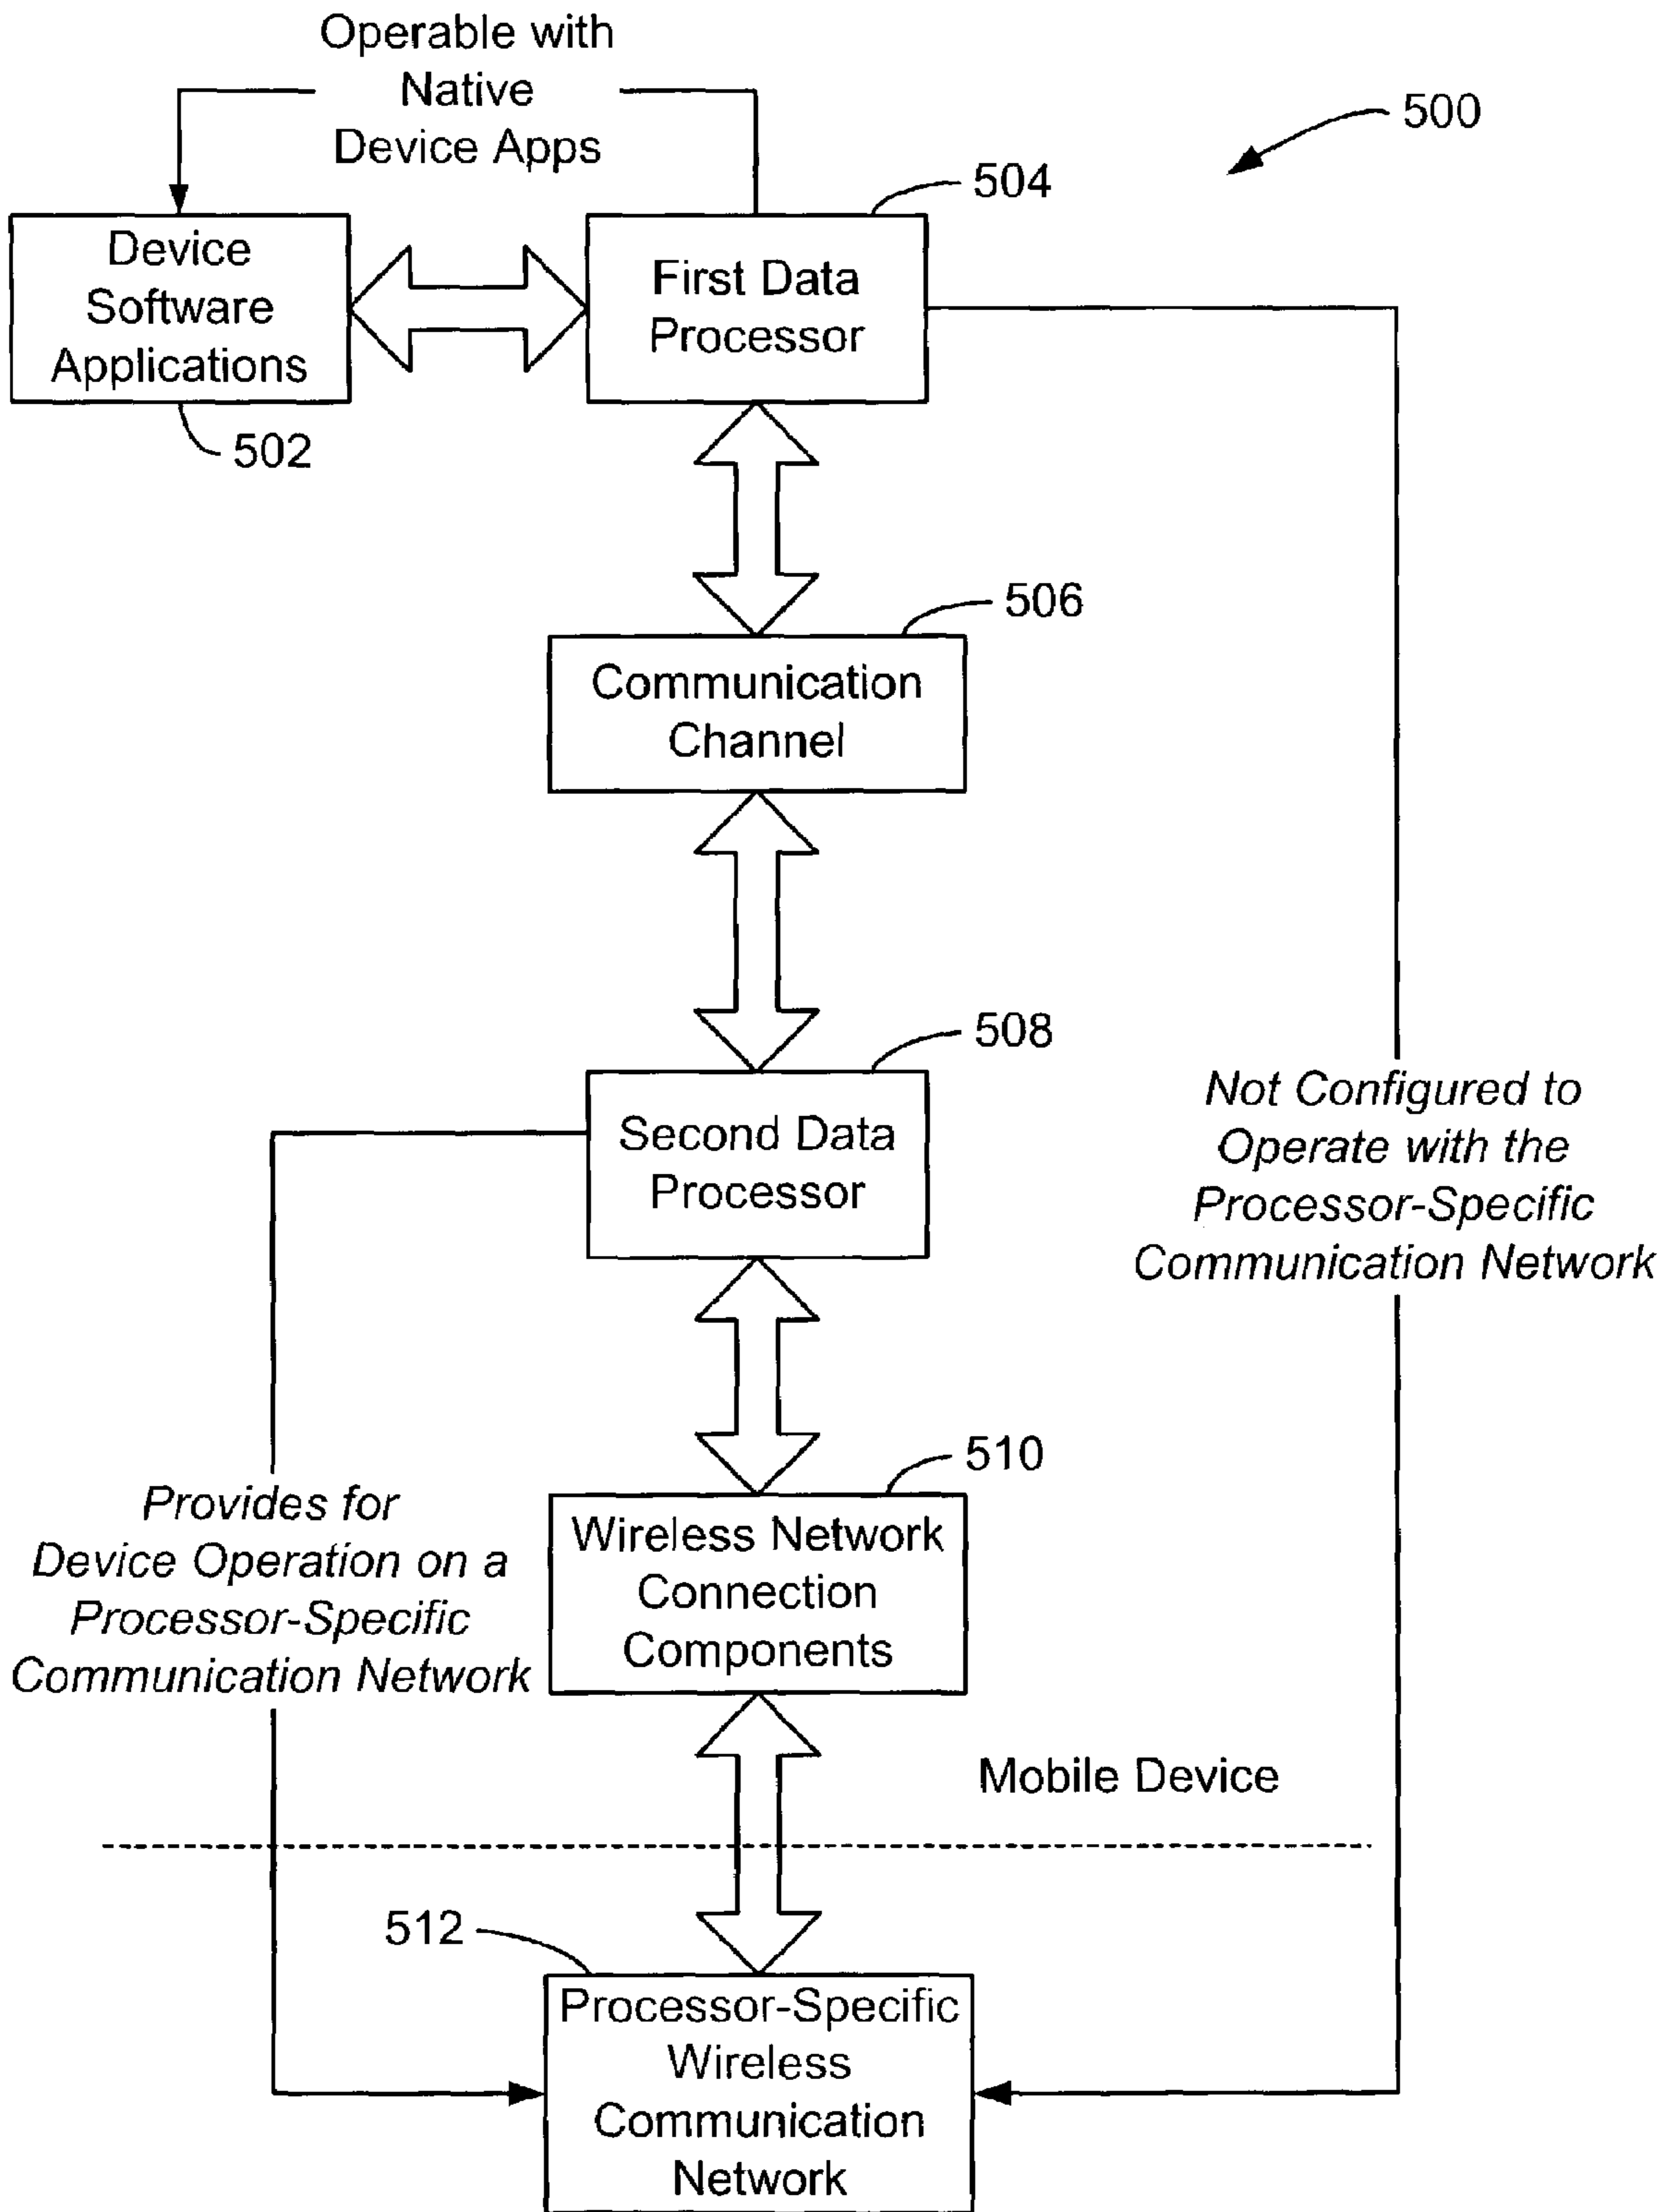 Operable with
Native
Device Apps
500
504
Device
Software
Applications
First Data
Processor
502
506
Communication
Channel
508
Second Data
Processor
Not Configured to
Operate with the
Processor-Specific
Communication Network
510
Provides for
Device Operation on a
Processor-Specific
Communication Network
Wireless Network
Connection
Components
Mobile Device
512
Processor-Specific
Wireless
Communication
Network